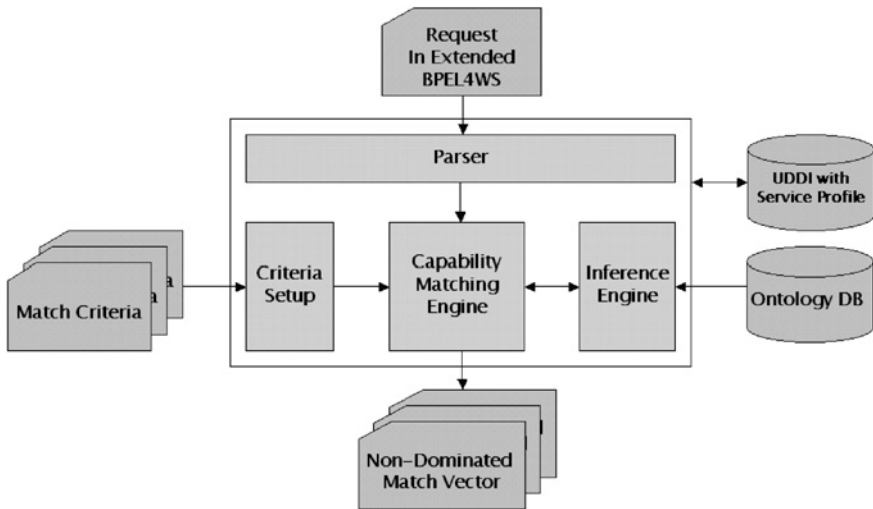 Request
In Extended
BPEL4WS
Parser
UDDI with
Service Profile
Criteria
Setup
Capability
Matching
Engine
Inference
Engine
Ontology DB
a
a
Match Criteria
Non-Dominated
Match Vector